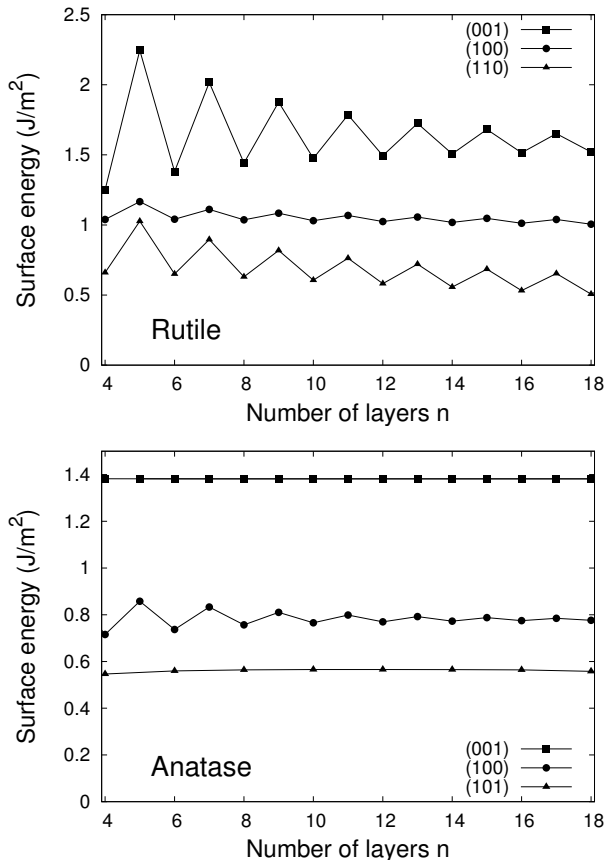 2.5
2
1.5
1
0.5
0
Surface energy (J/m²)
(001)
(100)
(110)
Rutile
4 6 8 10 12 14 16 18
Number of layers n
1.4
1.2
1
0.8
0.6
0.4
0.2
0
Surface energy (J/m²)
Anatase
(001)
(100)
(101)
4 6 8 10 12 14 16 18
Number of layers n